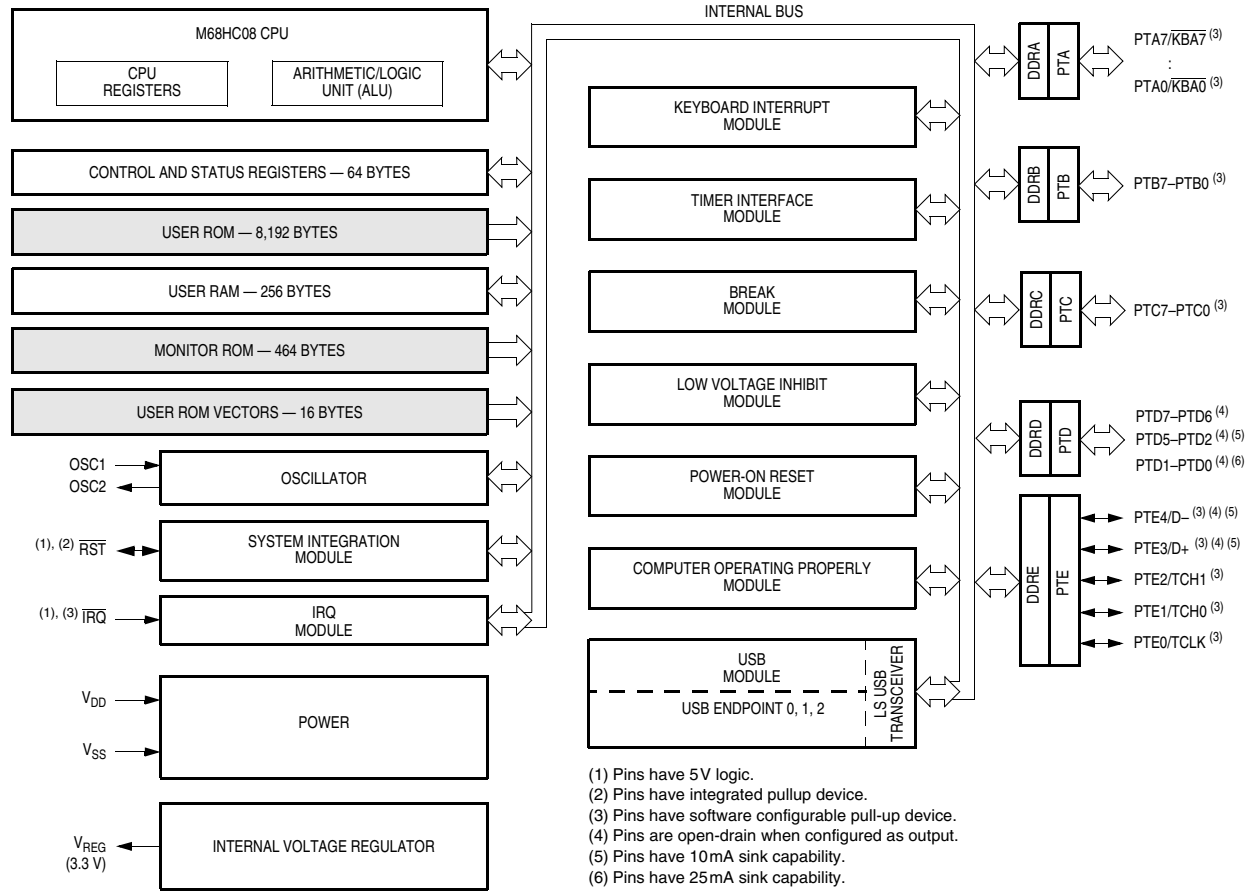 INTERNAL BUS
M68HC08 CPU
CPU
REGISTERS
ARITHMETIC/LOGIC
UNIT (ALU)
CONTROL AND STATUS REGISTERS — 64 BYTES
USER ROM — 8,192 BYTES
USER RAM — 256 BYTES
MONITOR ROM — 464 BYTES
USER ROM VECTORS — 16 BYTES
OSC1
OSC2
OSCILLATOR
(1), (2) RST
SYSTEM INTEGRATION
MODULE
(1), (3) IRQ
IRQ
MODULE
VDD
VSS
POWER
VREG
(3.3 V)
INTERNAL VOLTAGE REGULATOR
KEYBOARD INTERRUPT
MODULE
TIMER INTERFACE
MODULE
BREAK
MODULE
LOW VOLTAGE INHIBIT
MODULE
POWER-ON RESET
MODULE
COMPUTER OPERATING PROPERLY
MODULE
USB
MODULE
USB ENDPOINT 0, 1, 2
LS USB
TRANSCEIVER
DDRA
PTA
PTA7/KBA7 (3)
:
PTA0/KBA0 (3)
DDRB
PTB
PTB7–PTB0 (3)
DDRC
PTC
PTC7–PTC0 (3)
DDRD
PTD
PTD7–PTD6 (4)
PTD5–PTD2 (4) (5)
PTD1–PTD0 (4) (6)
DDRE
PTE
PTE4/D– (3) (4) (5)
PTE3/D+ (3) (4) (5)
PTE2/TCH1 (3)
PTE1/TCH0 (3)
PTE0/TCLK (3)
(1) Pins have 5V logic.
(2) Pins have integrated pullup device.
(3) Pins have software configurable pull-up device.
(4) Pins are open-drain when configured as output.
(5) Pins have 10mA sink capability.
(6) Pins have 25mA sink capability.